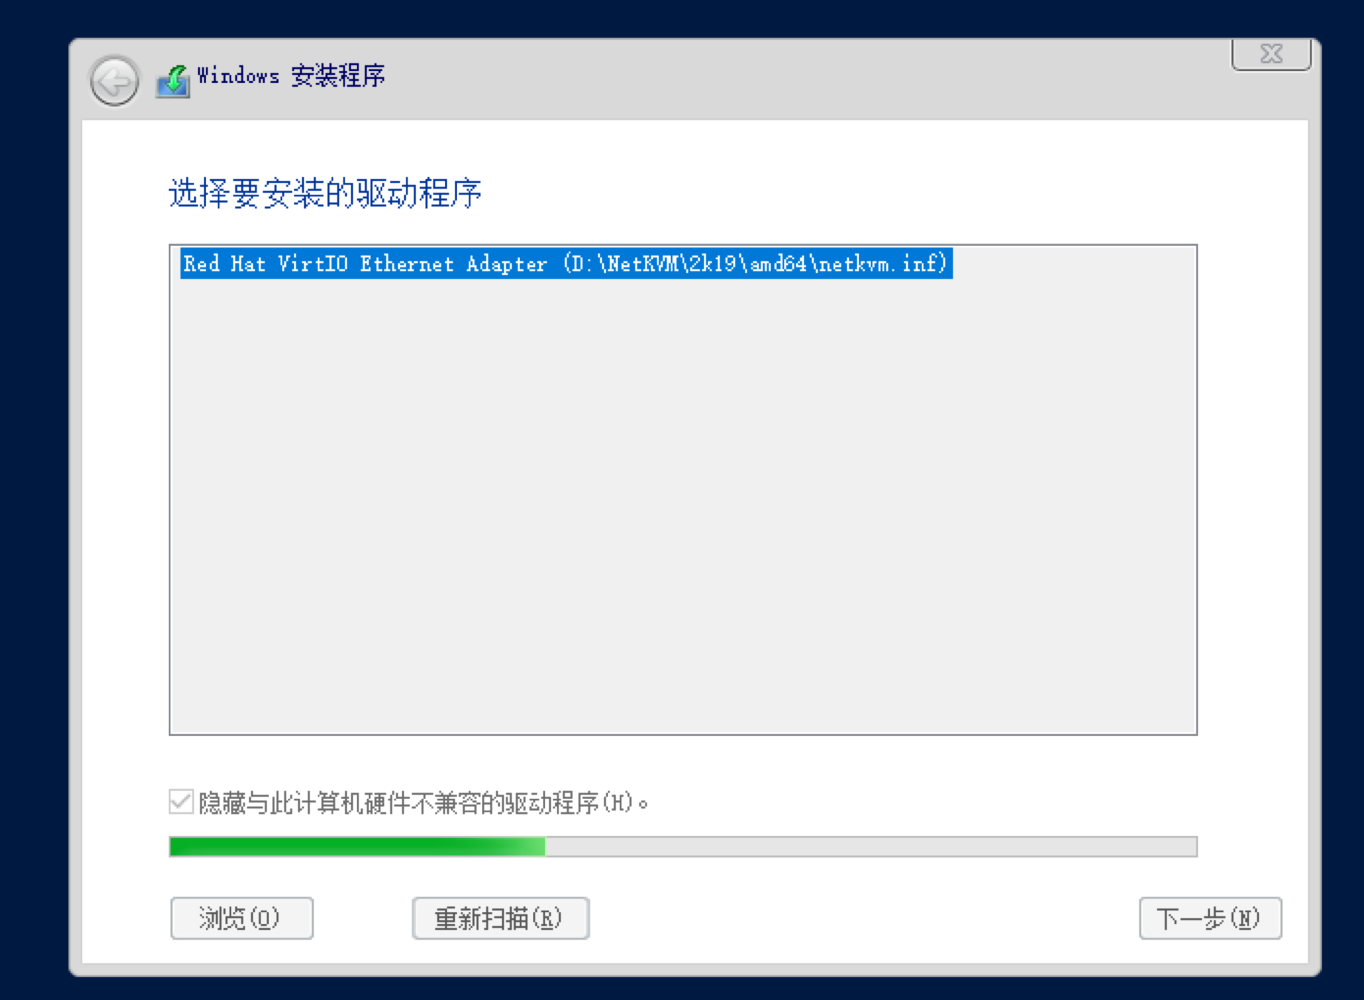 Windows 安装程序
选择要安装的驱动程序
Red Hat VirtIO Ethernet Adapter (D:\NetKVM\2k19\amd64\netkvm.inf)
隐藏与此计算机硬件不兼容的驱动程序(H)。
浏览(O)
重新扫描(R)
下一步(N)